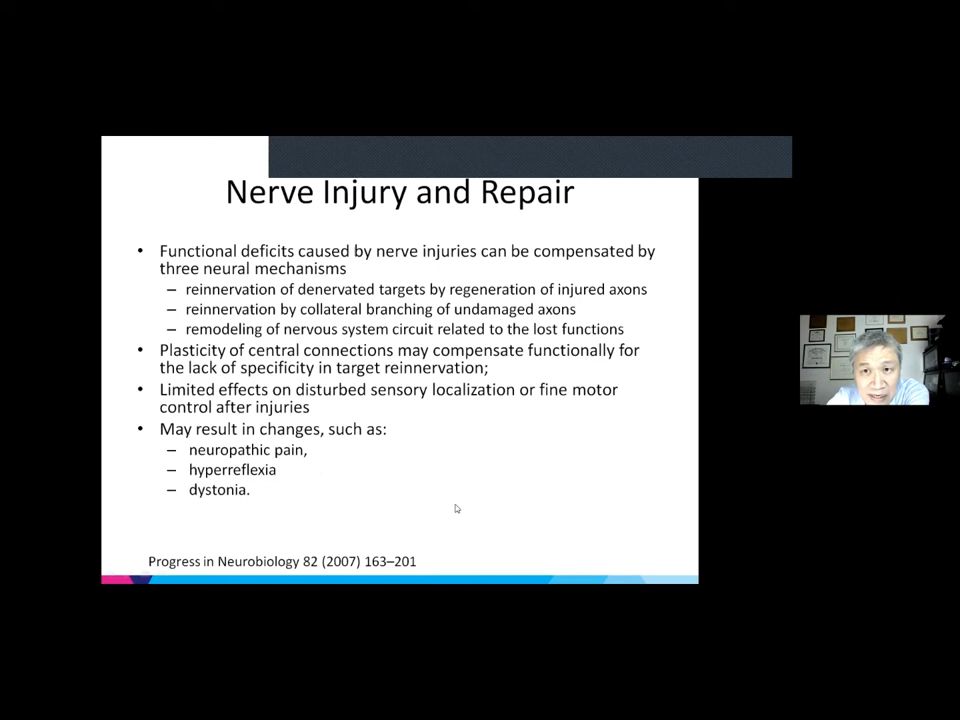 Nerve Injury and Repair
• Functional deficits caused by nerve injuries can be compensated by
three neural mechanisms
– reinnervation of denervated targets by regeneration of injured axons
– reinnervation by collateral branching of undamaged axons
– remodeling of nervous system circuit related to the lost functions
• Plasticity of central connections may compensate functionally for
the lack of specificity in target reinnervation;
• Limited effects on disturbed sensory localization or fine motor
control after injuries
• May result in changes, such as:
– neuropathic pain,
– hyperreflexia
– dystonia.
Progress in Neurobiology 82 (2007) 163–201